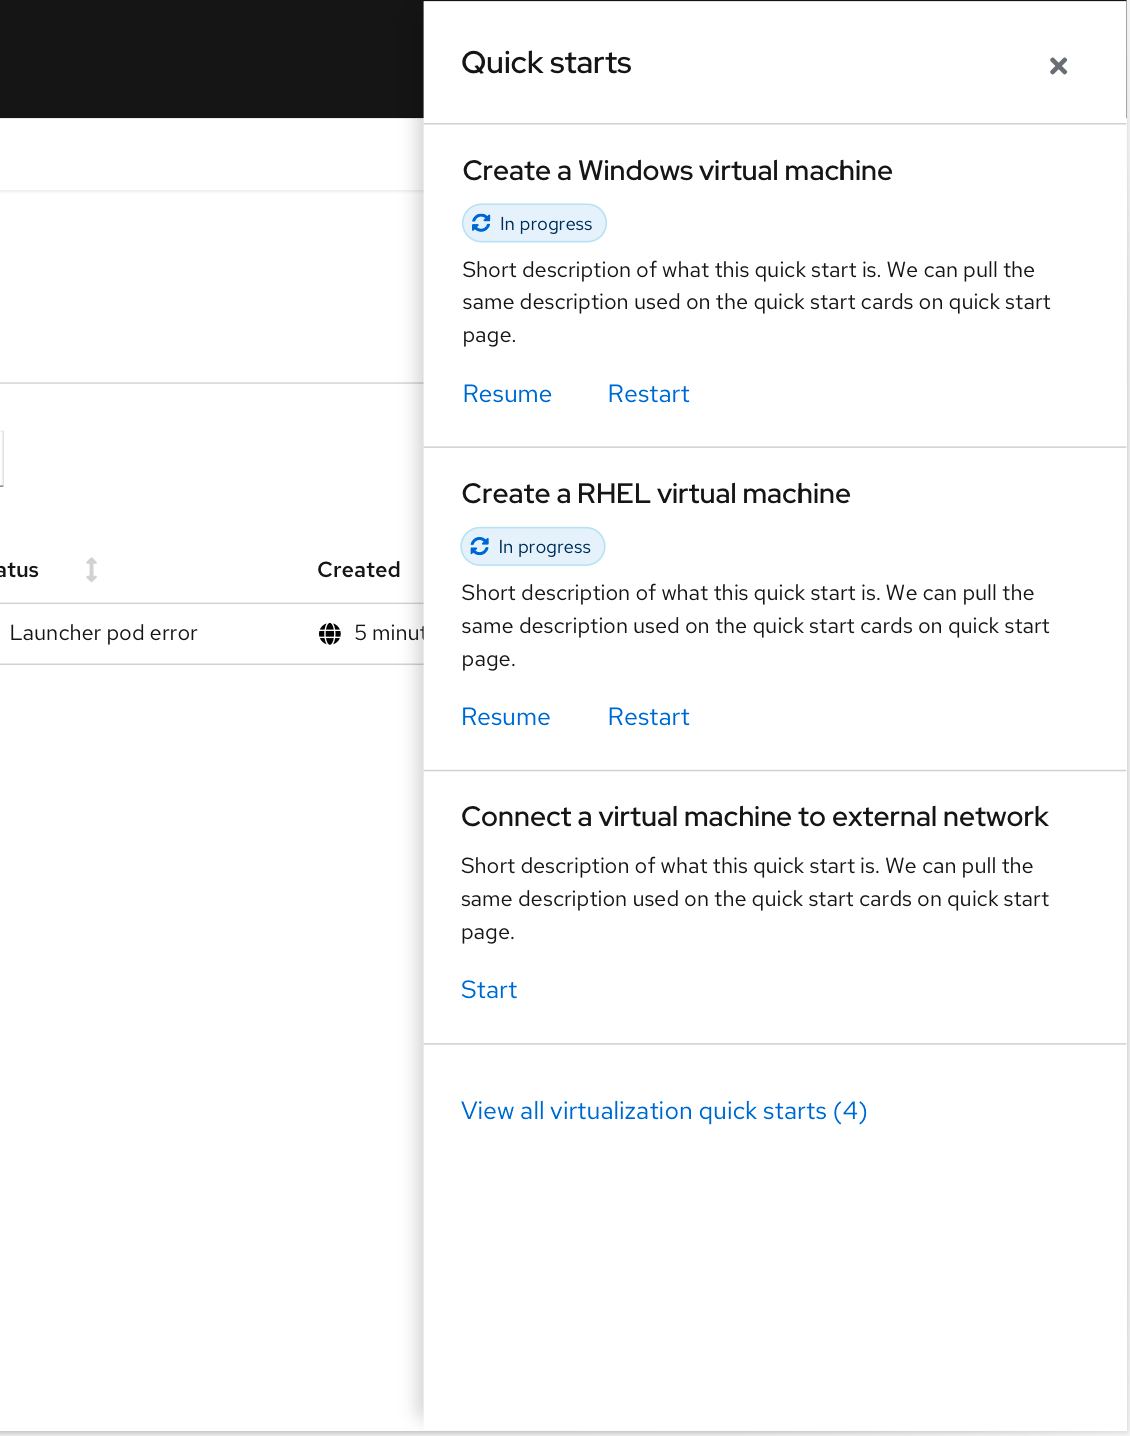 Quick starts
Create a Windows virtual machine
In progress
Short description of what this quick start is. We can pull the
same description used on the quick start cards on quick start
page.
Resume Restart
Create a RHEL virtual machine
In progress
Short description of what this quick start is. We can pull the
same description used on the quick start cards on quick start
page.
Resume Restart
Connect a virtual machine to external network
Short description of what this quick start is. We can pull the
same description used on the quick start cards on quick start
page.
Start
View all virtualization quick starts (4)
Created
Launcher pod error 5